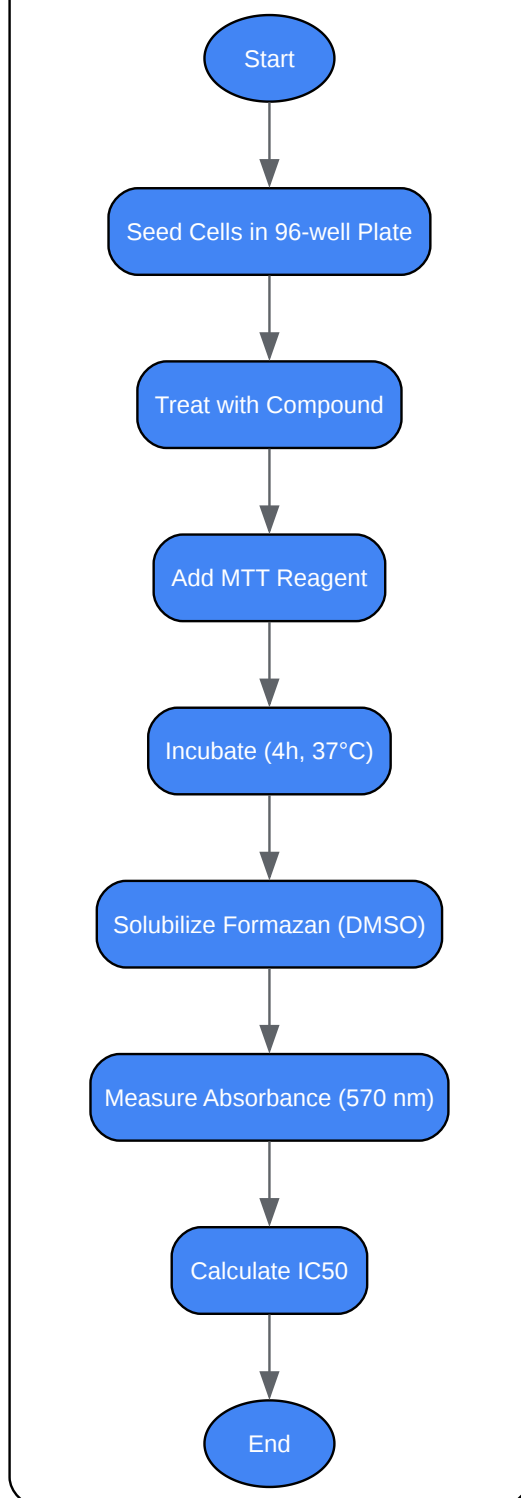 Start
Seed Cells in 96-well Plate
Treat with Compound
Add MTT Reagent
Incubate (4h, 37°C)
Solubilize Formazan (DMSO)
Measure Absorbance (570 nm)
Calculate IC50
End